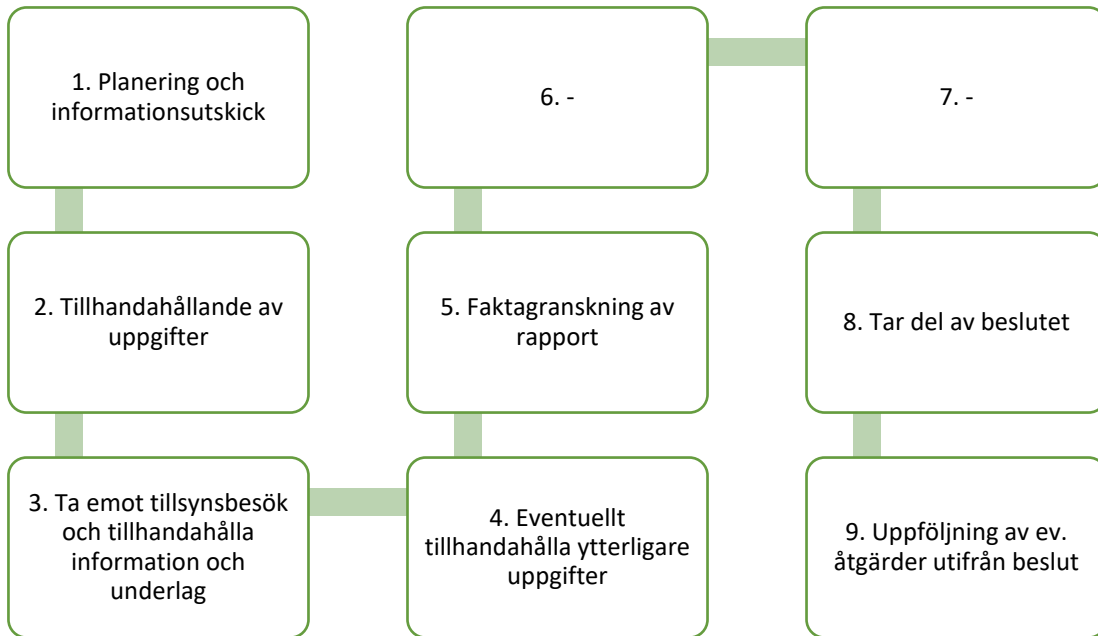 1. Planering och
informationsutskick
2. Tillhandahållande av
uppgifter
3. Ta emot tillsynsbesök
och tillhandahålla
information och
underlag
4. Eventuellt
tillhandahålla ytterligare
uppgifter
5. Faktagranskning av
rapport
6. -
7. -
8. Tar del av beslutet
9. Uppföljning av ev.
åtgärder utifrån beslut